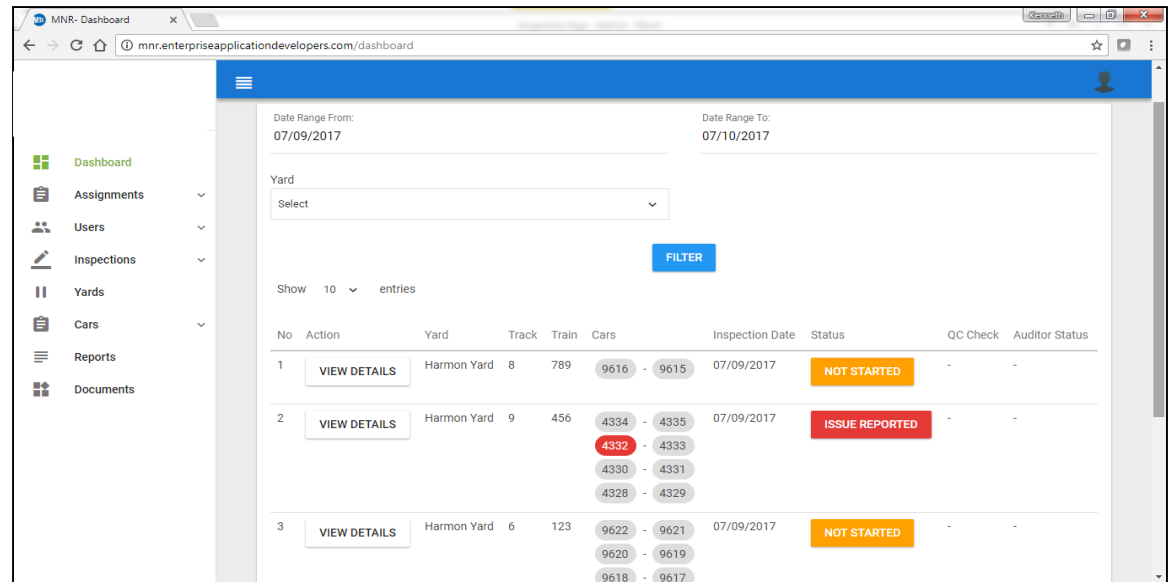 MNR- Dashboard
Kenneth
mnr.enterpriseapplicationdevelopers.com/dashboard
Date Range From: Date Range To:
07/09/2017 07/10/2017
Dashboard
Assignments
Users
Inspections
Yards
Cars
Reports
Documents
Yard
Select
FILTER
Show 10 entries
No Action Yard Track Train Cars Inspection Date Status QC Check Auditor Status
1 VIEW DETAILS Harmon Yard 8 789 9616 - 9615 07/09/2017 NOT STARTED - -
2 VIEW DETAILS Harmon Yard 9 456 4334 - 4335 07/09/2017 ISSUE REPORTED - -
4332 - 4333
4330 - 4331
4328 - 4329
3 VIEW DETAILS Harmon Yard 6 123 9622 - 9621 07/09/2017 NOT STARTED - -
9620 - 9619
9618 - 9617